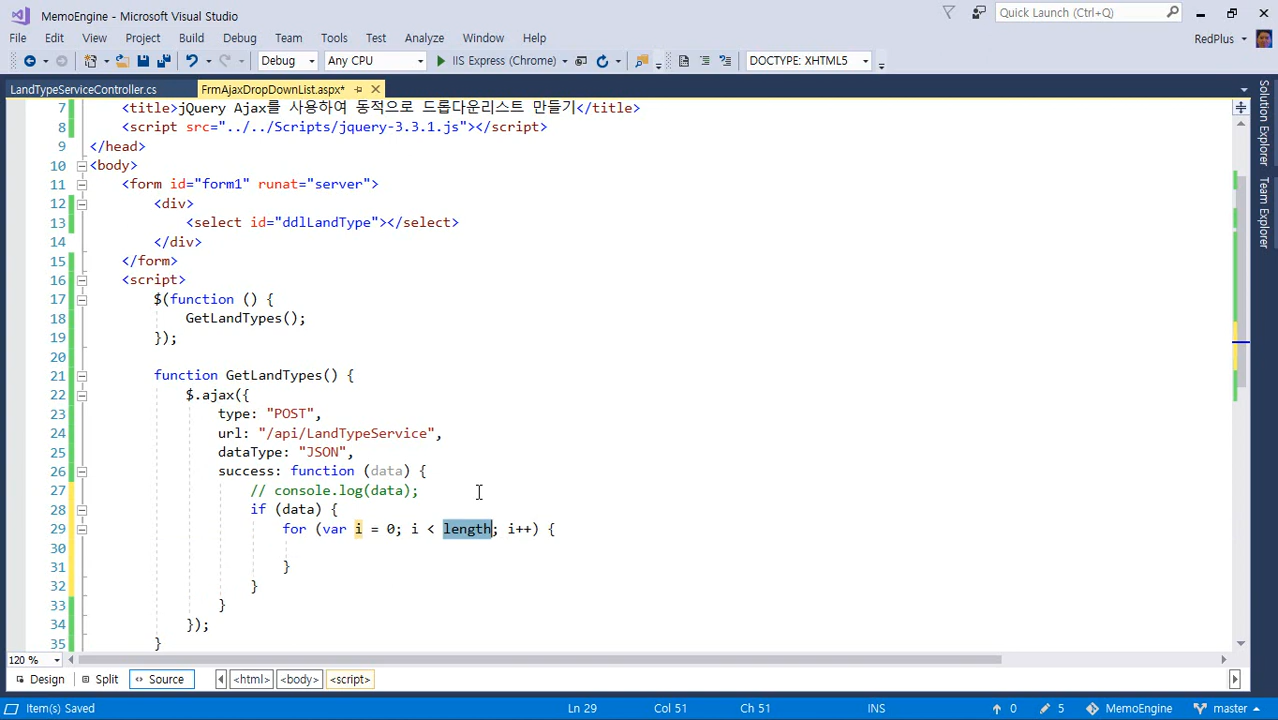 MemoEngine - Microsoft Visual Studio
Quick Launch (Ctrl+Q)
File Edit View Project Build Debug Team Tools Test Analyze Window Help
RedPlus
Debug Any CPU IIS Express (Chrome) DOCTYPE: XHTML5
LandTypeServiceController.cs FrmAjaxDropDownList.aspx*
7 <title>jQuery Ajax를 사용하여 동적으로 드롭다운리스트 만들기</title>
8 <script src="../../Scripts/jquery-3.3.1.js"></script>
9 </head>
10 <body>
11 <form id="form1" runat="server">
12 <div>
13 <select id="ddlLandType"></select>
14 </div>
15 </form>
16 <script>
17 $(function () {
18 GetLandTypes();
19 });
20
21 function GetLandTypes() {
22 $.ajax({
23 type: "POST",
24 url: "/api/LandTypeService",
25 dataType: "JSON",
26 success: function (data) {
27 // console.log(data);
28 if (data) {
29 for (var i = 0; i < length; i++) {
30
31 }
32 }
33 }
34 });
35 }
Solution Explorer
Team Explorer
120 %
Design Split Source <html> <body> <script>
Item(s) Saved Ln 29 Col 51 Ch 51 INS 0 5 MemoEngine master